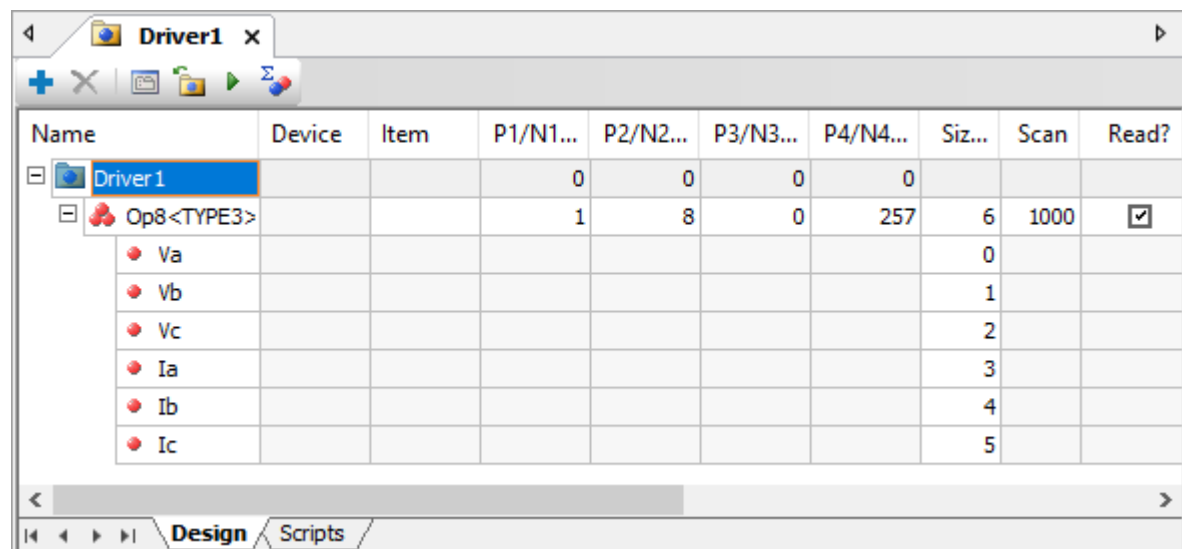 Driver1 x
Name Device Item P1/N1... P2/N2... P3/N3... P4/N4... Siz... Scan Read?
Driver1 0 0 0 0
Op8<TYPE3> 1 8 0 257 6 1000
Va 0
Vb 1
Vc 2
Ia 3
Ib 4
Ic 5
Design Scripts